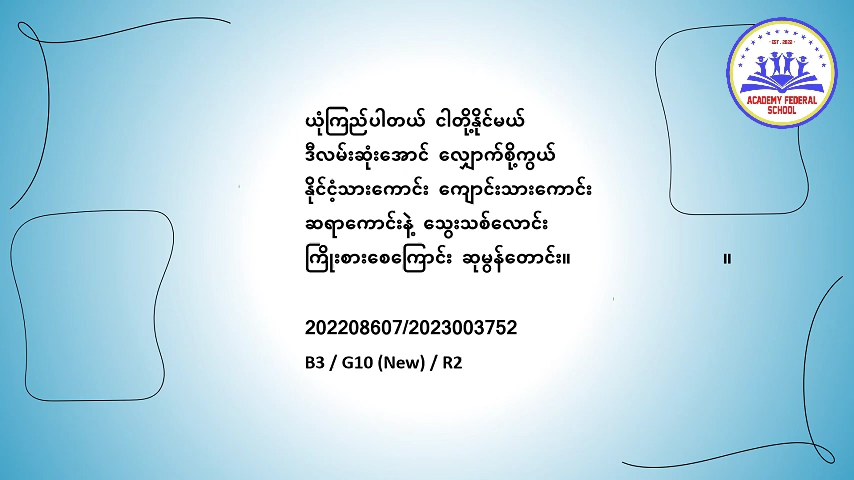 • EST . 2022 •
ACADEMY FEDERAL
SCHOOL
ယုံကြည်ပါတယ် ငါတို့နိုင်မယ်
ဒီလမ်းဆုံးအောင် လျှောက်စို့ကွယ်
နိုင်ငံ့သားကောင်း ကျောင်းသားကောင်း
ဆရာကောင်းနဲ့ သွေးသစ်လောင်း
ကြိုးစားစေကြောင်း ဆုမွန်တောင်း။ ။
202208607/2023003752
B3 / G10 (New) / R2